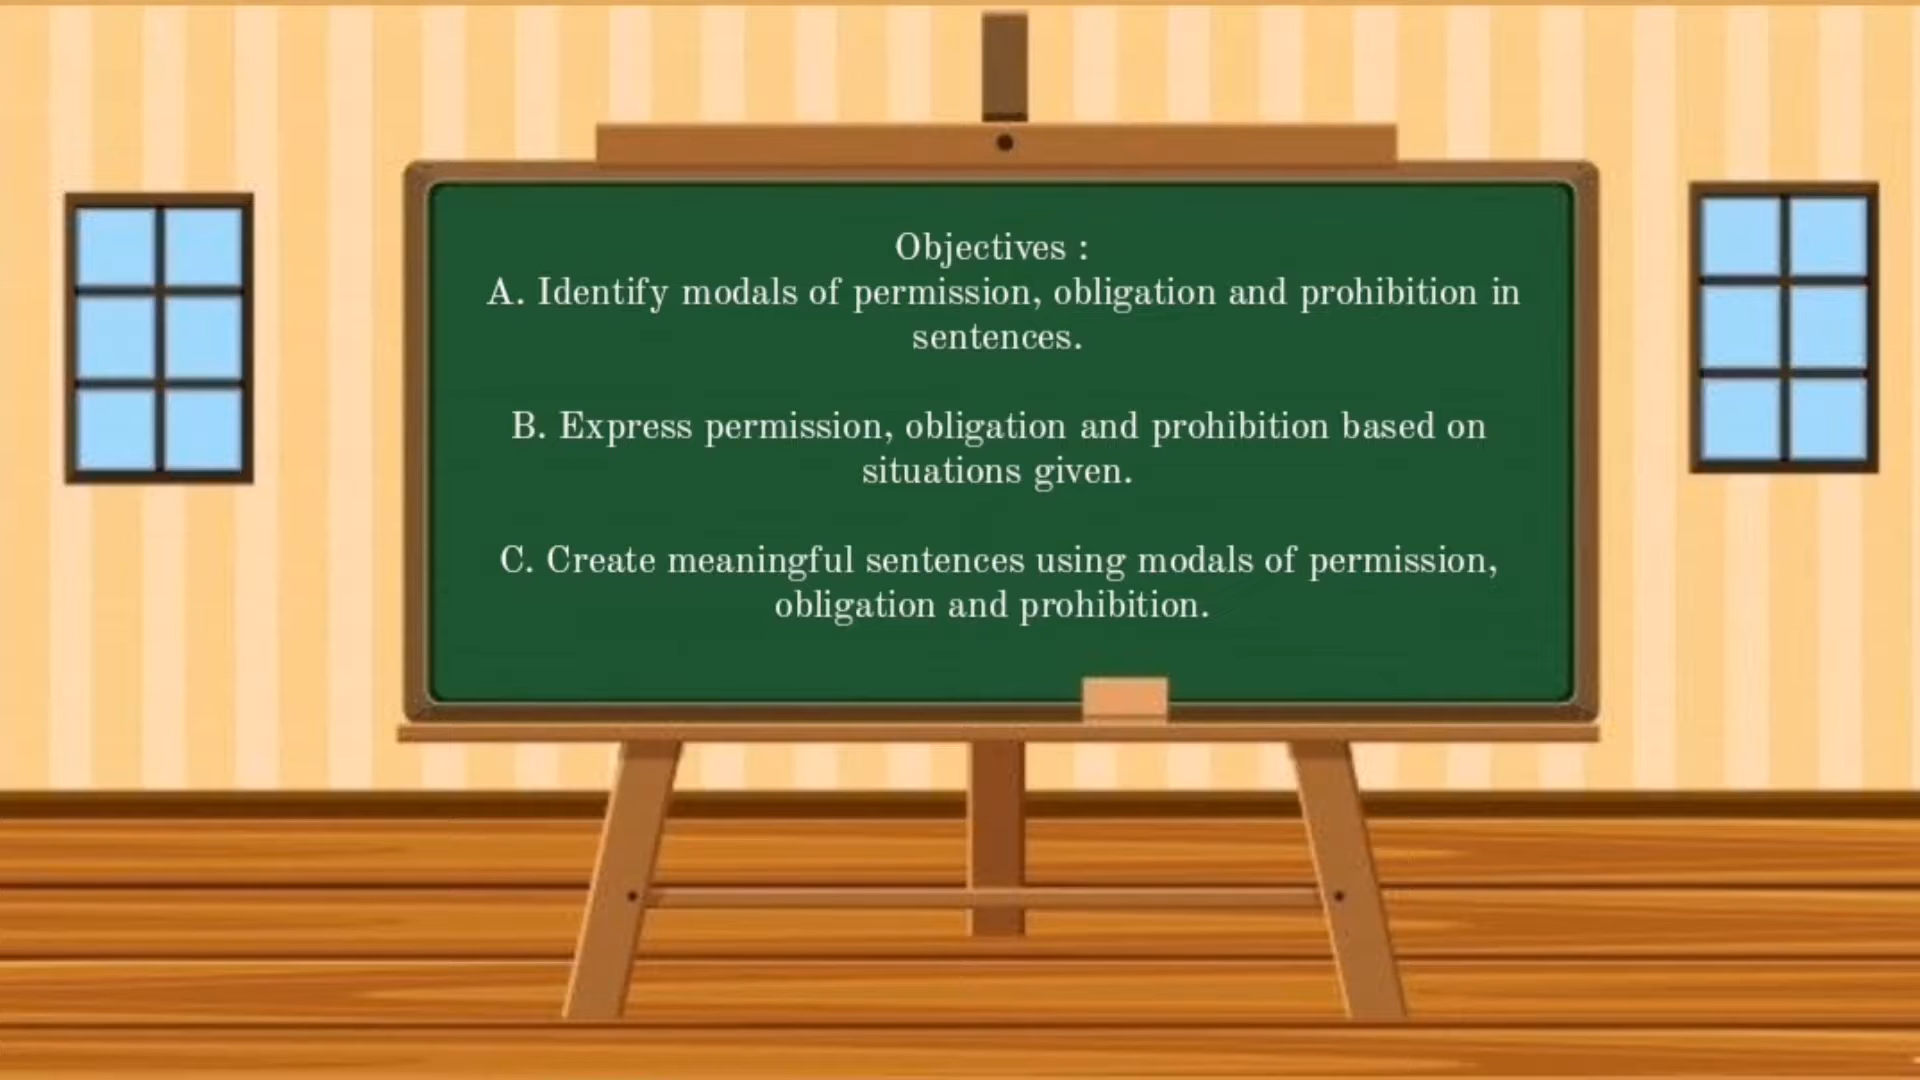 Objectives :
A. Identify modals of permission, obligation and prohibition in
sentences.
B. Express permission, obligation and prohibition based on
situations given.
C. Create meaningful sentences using modals of permission,
obligation and prohibition.